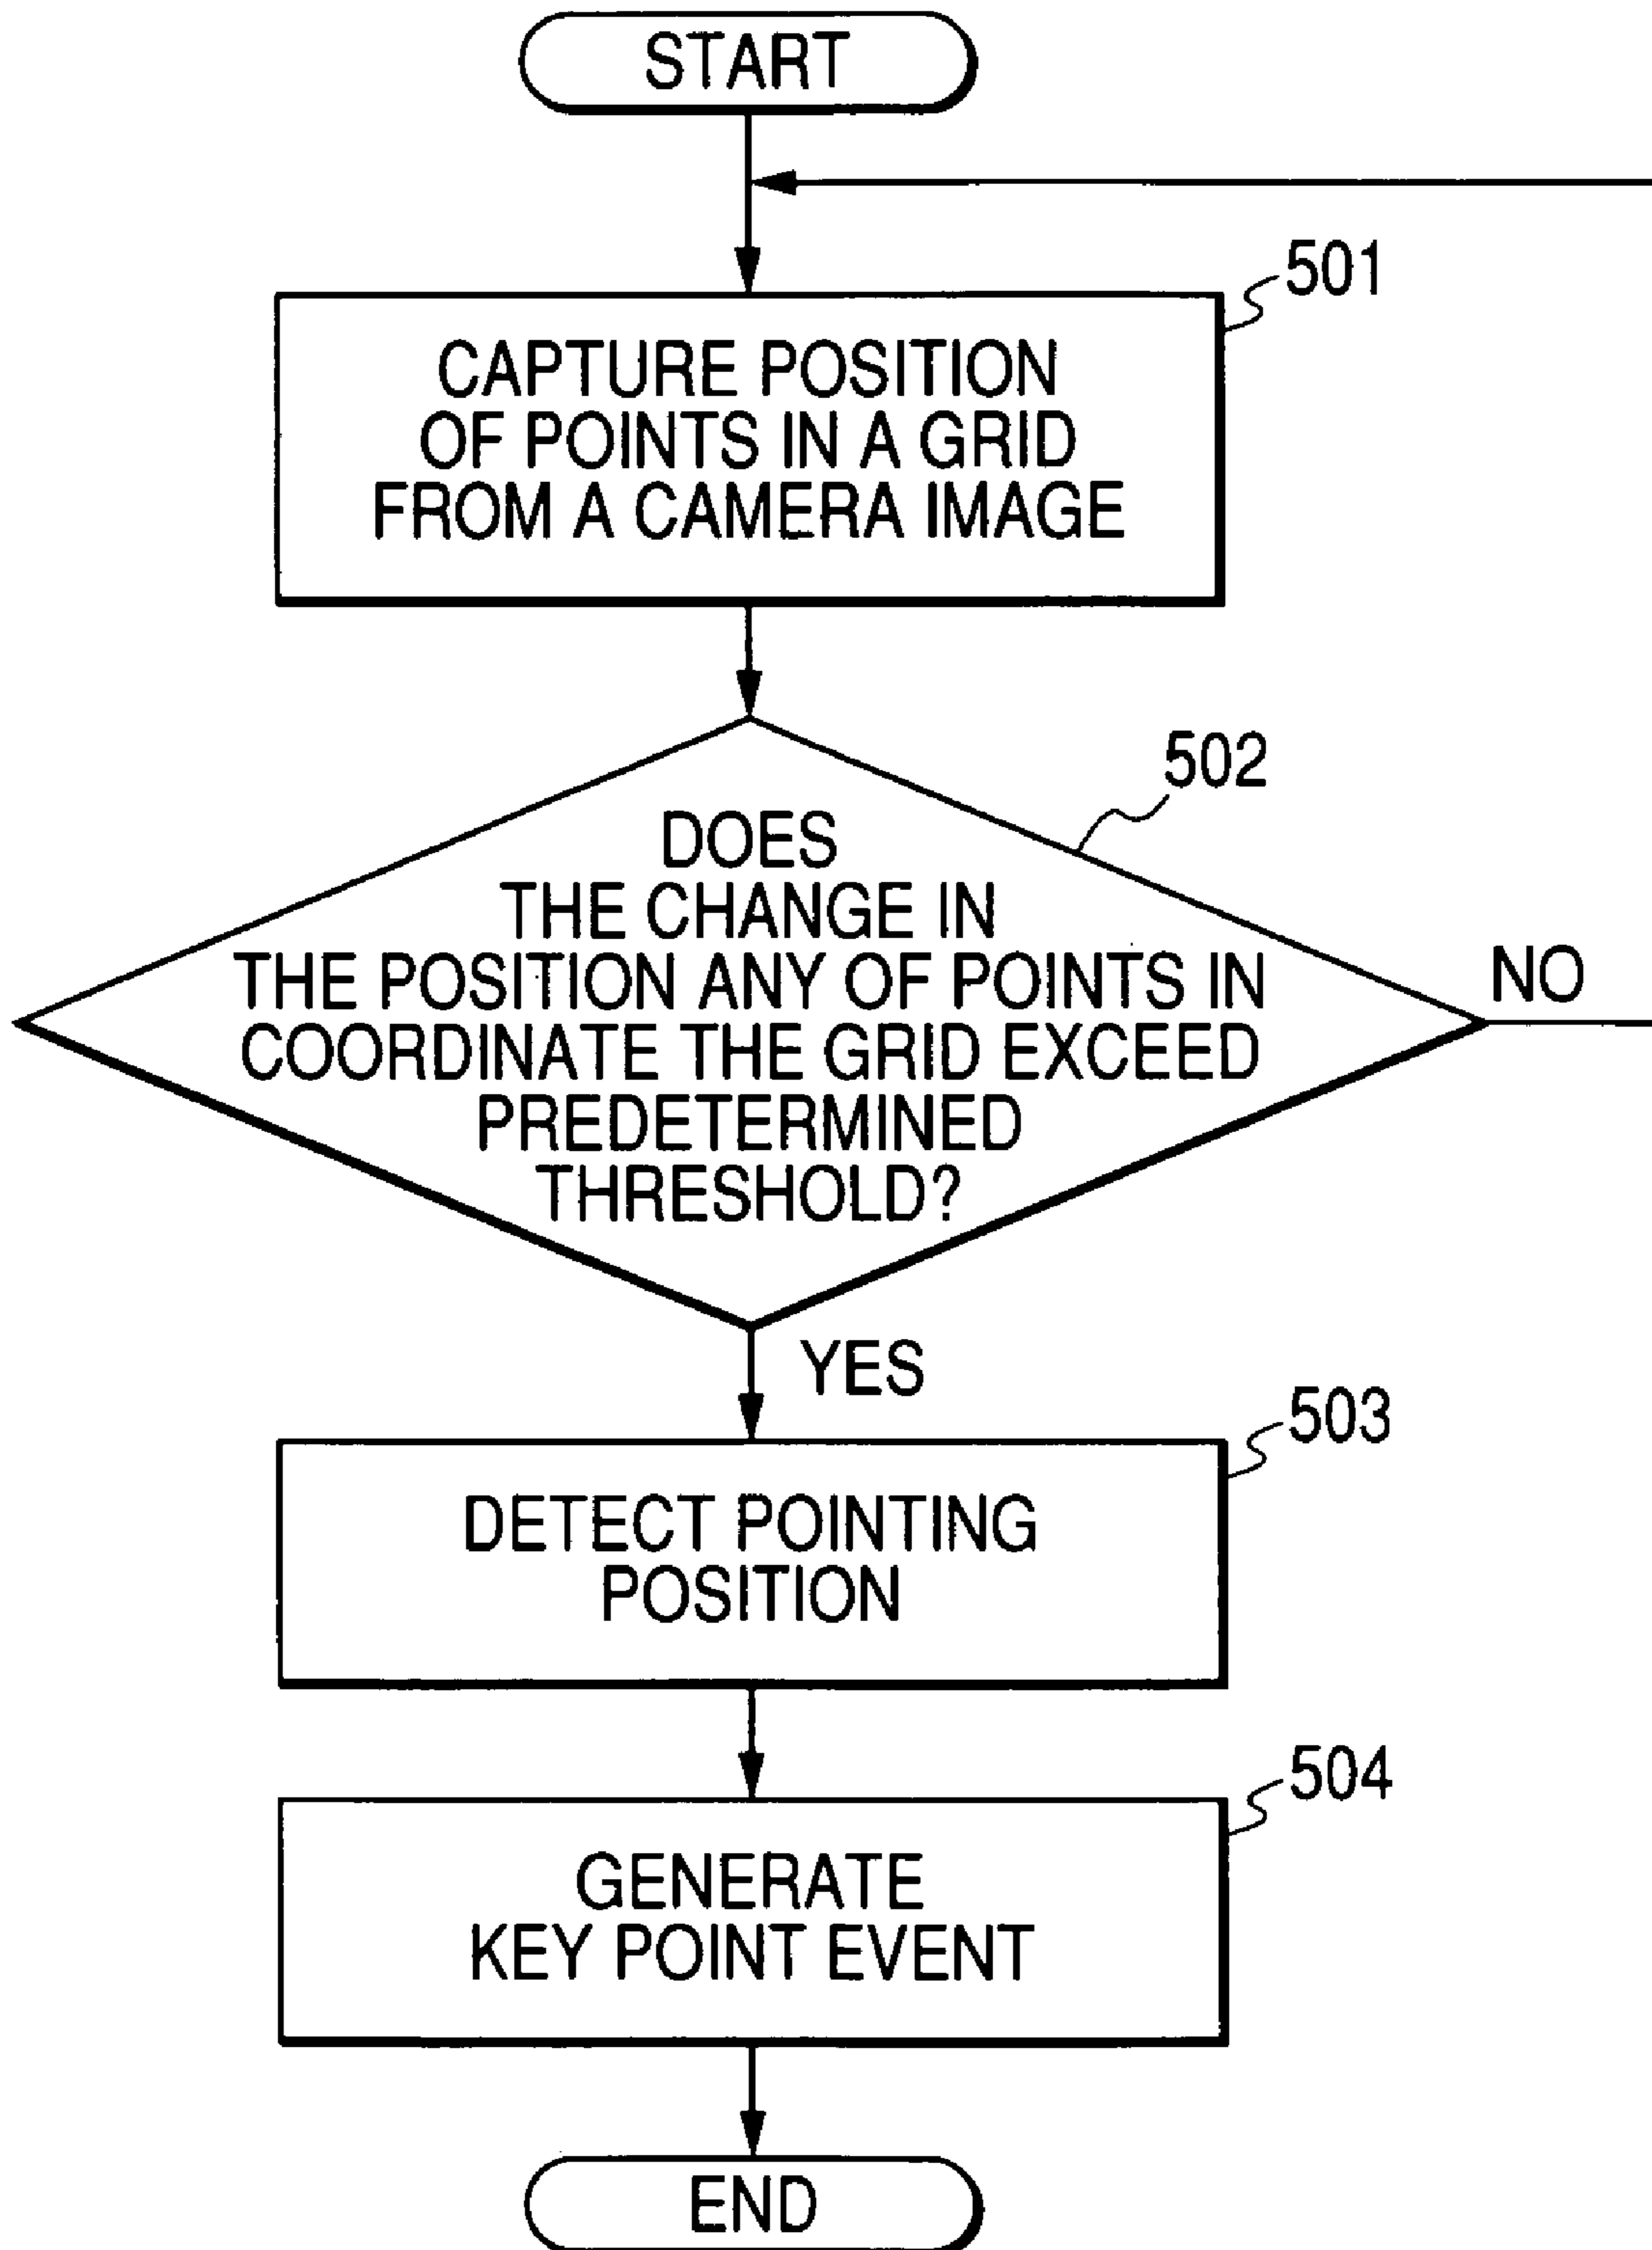 START
501
CAPTURE POSITION
OF POINTS IN A GRID
FROM A CAMERA IMAGE
502
DOES
THE CHANGE IN
THE POSITION ANY OF POINTS IN
COORDINATE THE GRID EXCEED
PREDETERMINED
THRESHOLD?
NO
YES
503
DETECT POINTING
POSITION
504
GENERATE
KEY POINT EVENT
END